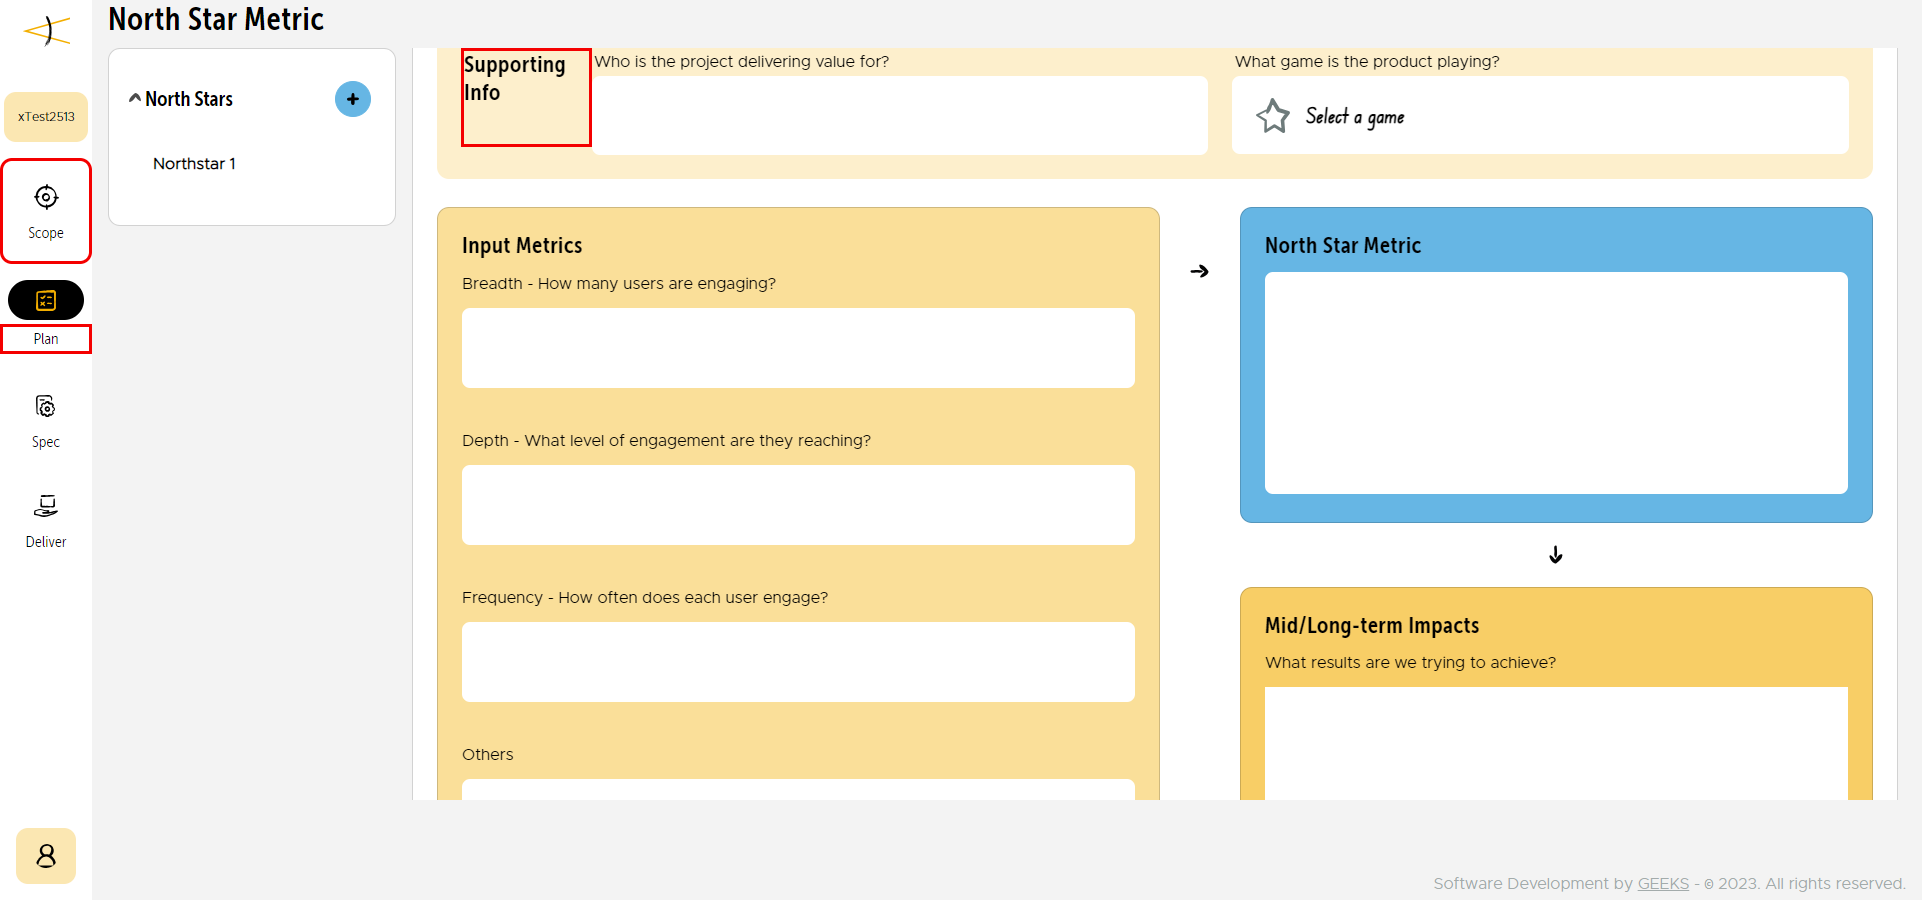 North Star Metric
xTest2513
Scope
Plan
Spec
Deliver
North Stars
Northstar 1
Supporting
Info
Who is the project delivering value for?
What game is the product playing?
Select a game
Input Metrics
Breadth - How many users are engaging?
Depth - What level of engagement are they reaching?
Frequency - How often does each user engage?
Others
North Star Metric
Mid/Long-term Impacts
What results are we trying to achieve?
Software Development by GEEKS - © 2023. All rights reserved.